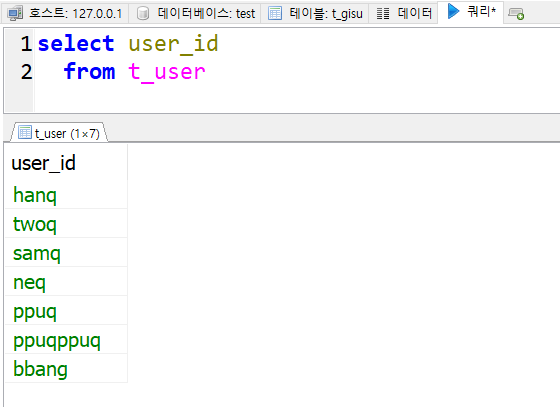 호스트: 127.0.0.1 데이터베이스: test 테이블: t_gisu 데이터 쿼리*
1 select user_id
2 from t_user
t_user (1×7)
user_id
hanq
twoq
samq
neq
ppuq
ppuqppuq
bbang